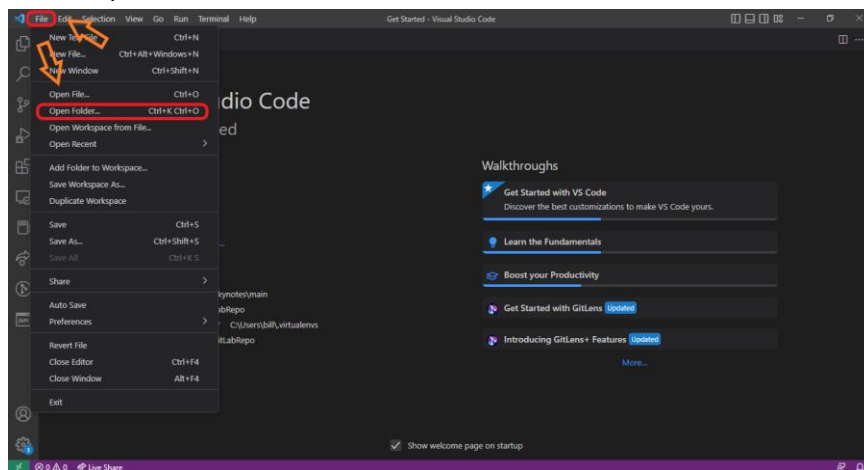 File Edit Selection View Go Run Terminal Help
Get Started - Visual Studio Code
New Text File Ctrl+N
New File... Ctrl+Alt+Windows+N
New Window Ctrl+Shift+N
Open File... Ctrl+O
Open Folder... Ctrl+K Ctrl+O
Open Workspace from File...
Open Recent
Add Folder to Workspace...
Save Workspace As...
Duplicate Workspace
Save Ctrl+S
Save As... Ctrl+Shift+S
Save All Ctrl+K S
Share
Auto Save
Preferences
Revert File
Close Editor Ctrl+F4
Close Window Alt+F4
Exit
dio Code
ed
...
ynotes\main
bRepo
C:\Users\bill\.virtualenvs
itLabRepo
Walkthroughs
Get Started with VS Code
Discover the best customizations to make VS Code yours.
Learn the Fundamentals
Boost your Productivity
Get Started with GitLens Updated
Introducing GitLens+ Features Updated
More...
Show welcome page on startup
0 0 Live Share